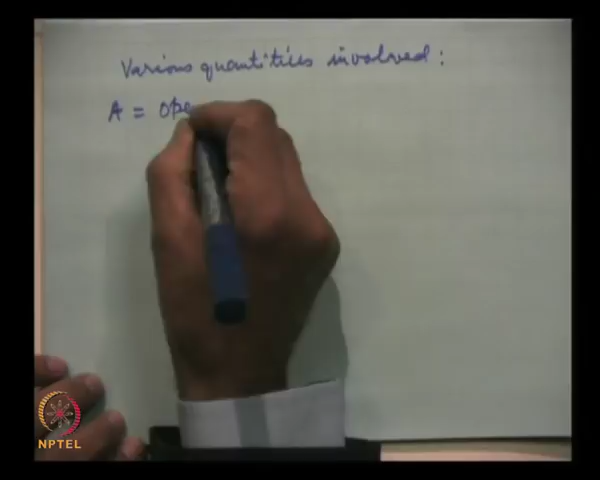 Various quantities involved :
A = ope
NPTEL